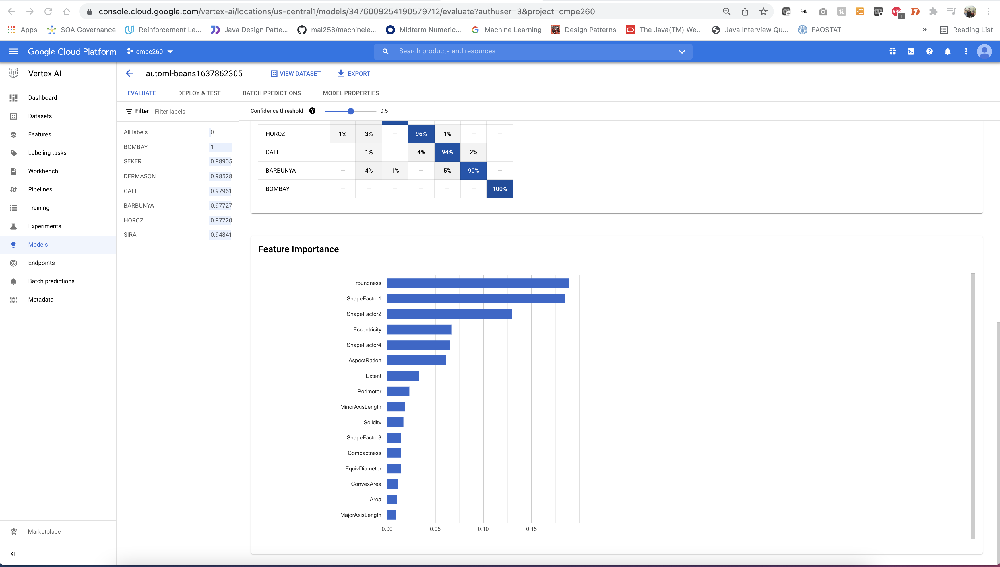 console.cloud.google.com/vertex-ai/locations/us-central1/models/3476009254190579712/evaluate?authuser=3&project=cmpe260
ABP 1
Apps SOA Governance Reinforcement Le... Java Design Patte... mal258/machinele... Midterm Numeric... Machine Learning Design Patterns The Java(TM) We... Java Interview Qu... FAOSTAT » Reading List
Google Cloud Platform cmpe260 Search products and resources
Vertex AI
automl-beans1637862305 VIEW DATASET EXPORT
EVALUATE DEPLOY & TEST BATCH PREDICTIONS MODEL PROPERTIES
Dashboard
Datasets
Features
Labeling tasks
Workbench
Pipelines
Training
Experiments
Models
Endpoints
Batch predictions
Metadata
Marketplace
Filter Filter labels
All labels 0
BOMBAY 1
SEKER 0.98905
DERMASON 0.98528
CALI 0.97961
BARBUNYA 0.97727
HOROZ 0.97720
SIRA 0.94841
Confidence threshold ? 0.5
HOROZ 1% 3% — 96% 1% — —
CALI — 1% — 4% 94% 2% —
BARBUNYA — 4% 1% — 5% 90% —
BOMBAY — — — — — — 100%
Feature Importance
roundness
ShapeFactor1
ShapeFactor2
Eccentricity
ShapeFactor4
AspectRation
Extent
Perimeter
MinorAxisLength
Solidity
ShapeFactor3
Compactness
EquivDiameter
ConvexArea
Area
MajorAxisLength
0.00 0.05 0.10 0.15